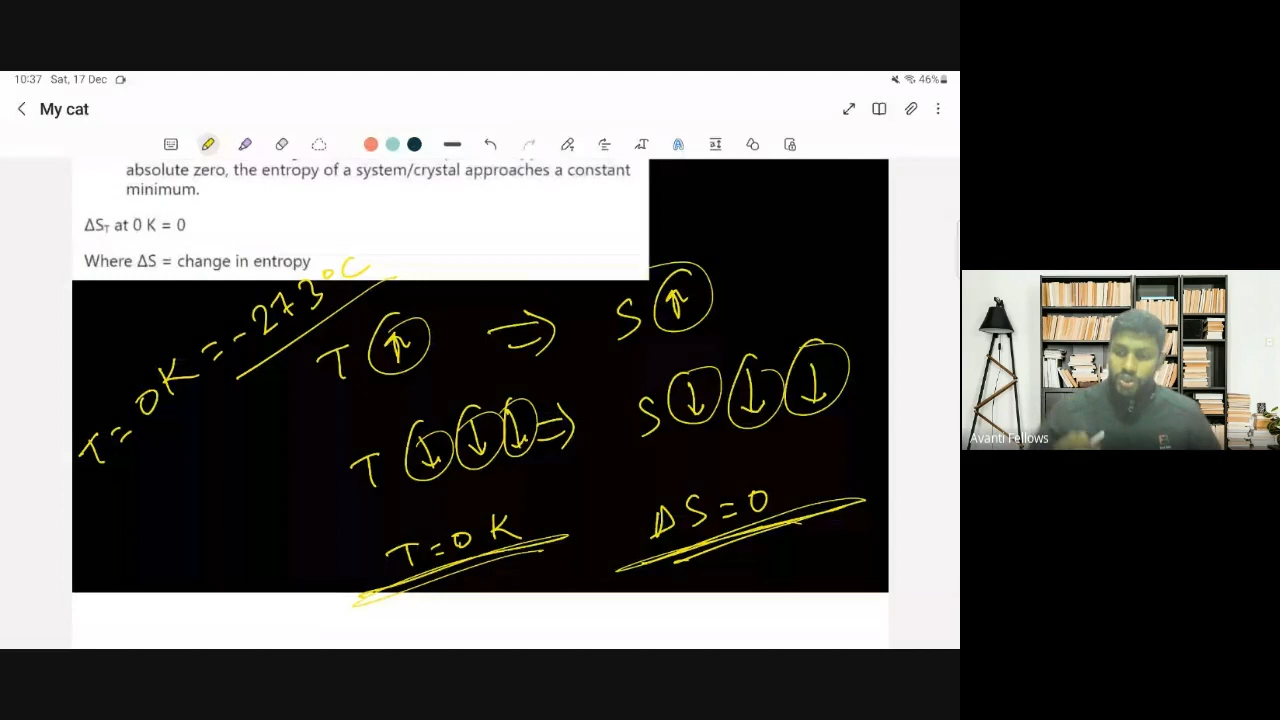 10:37 Sat, 17 Dec
46%
My cat
absolute zero, the entropy of a system/crystal approaches a constant
minimum.
ΔS_T at 0 K = 0
Where ΔS = change in entropy
T = 0K = -273°C
T ↑ ⇒ S ↑
T ↓ ↓ ↓ ⇒ S ↓ ↓ ↓
T = 0 K
ΔS = 0
Avanti Fellows